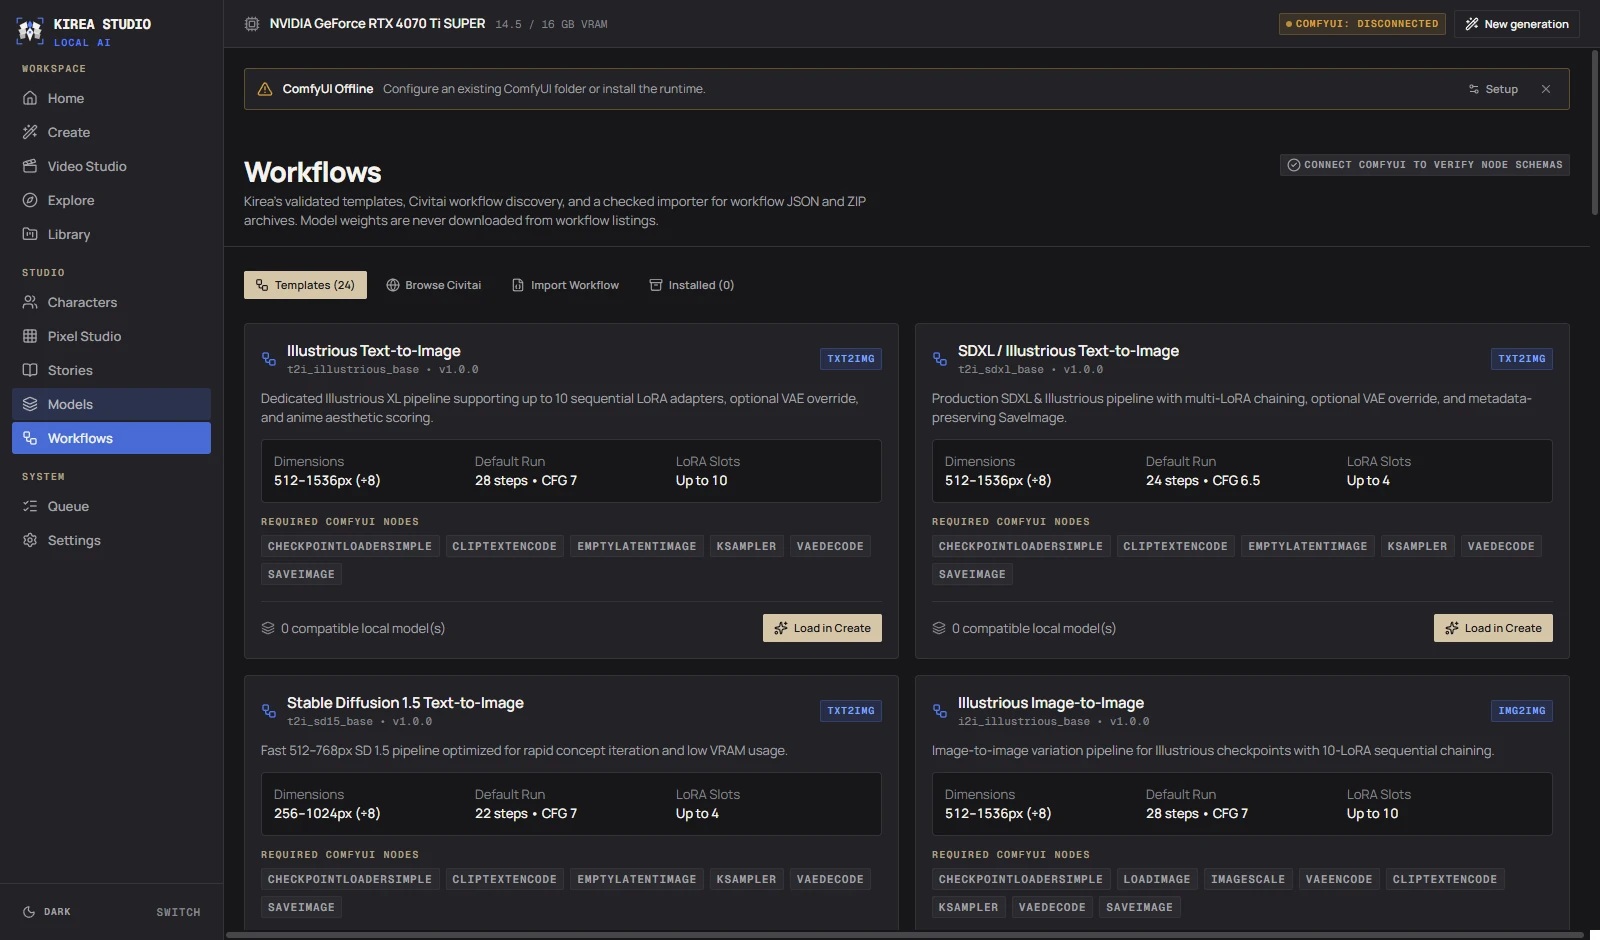 KIREA STUDIO
LOCAL AI
WORKSPACE
Home
Create
Video Studio
Explore
Library
STUDIO
Characters
Pixel Studio
Stories
Models
Workflows
SYSTEM
Queue
Settings
DARK SWITCH
NVIDIA GeForce RTX 4070 Ti SUPER 14.5 / 16 GB VRAM
COMFYUI: DISCONNECTED New generation
ComfyUI Offline Configure an existing ComfyUI folder or install the runtime. Setup
Workflows
CONNECT COMFYUI TO VERIFY NODE SCHEMAS
Kirea's validated templates, Civitai workflow discovery, and a checked importer for workflow JSON and ZIP
archives. Model weights are never downloaded from workflow listings.
Templates (24) Browse Civitai Import Workflow Installed (0)
Illustrious Text-to-Image
t2i_illustrious_base • v1.0.0
TXT2IMG
Dedicated Illustrious XL pipeline supporting up to 10 sequential LoRA adapters, optional VAE override,
and anime aesthetic scoring.
Dimensions Default Run LoRA Slots
512–1536px (÷8) 28 steps • CFG 7 Up to 10
REQUIRED COMFYUI NODES
CHECKPOINTLOADERSIMPLE CLIPTEXTENCODE EMPTYLATENTIMAGE KSAMPLER VAEDECODE
SAVEIMAGE
0 compatible local model(s) Load in Create
SDXL / Illustrious Text-to-Image
t2i_sdxl_base • v1.0.0
TXT2IMG
Production SDXL & Illustrious pipeline with multi-LoRA chaining, optional VAE override, and metadata-
preserving SaveImage.
Dimensions Default Run LoRA Slots
512–1536px (÷8) 24 steps • CFG 6.5 Up to 4
REQUIRED COMFYUI NODES
CHECKPOINTLOADERSIMPLE CLIPTEXTENCODE EMPTYLATENTIMAGE KSAMPLER VAEDECODE
SAVEIMAGE
0 compatible local model(s) Load in Create
Stable Diffusion 1.5 Text-to-Image
t2i_sd15_base • v1.0.0
TXT2IMG
Fast 512–768px SD 1.5 pipeline optimized for rapid concept iteration and low VRAM usage.
Dimensions Default Run LoRA Slots
256–1024px (÷8) 22 steps • CFG 7 Up to 4
REQUIRED COMFYUI NODES
CHECKPOINTLOADERSIMPLE CLIPTEXTENCODE EMPTYLATENTIMAGE KSAMPLER VAEDECODE
SAVEIMAGE
Illustrious Image-to-Image
i2i_illustrious_base • v1.0.0
IMG2IMG
Image-to-image variation pipeline for Illustrious checkpoints with 10-LoRA sequential chaining.
Dimensions Default Run LoRA Slots
512–1536px (÷8) 28 steps • CFG 7 Up to 10
REQUIRED COMFYUI NODES
CHECKPOINTLOADERSIMPLE LOADIMAGE IMAGESCALE VAEENCODE CLIPTEXTENCODE
KSAMPLER VAEDECODE SAVEIMAGE